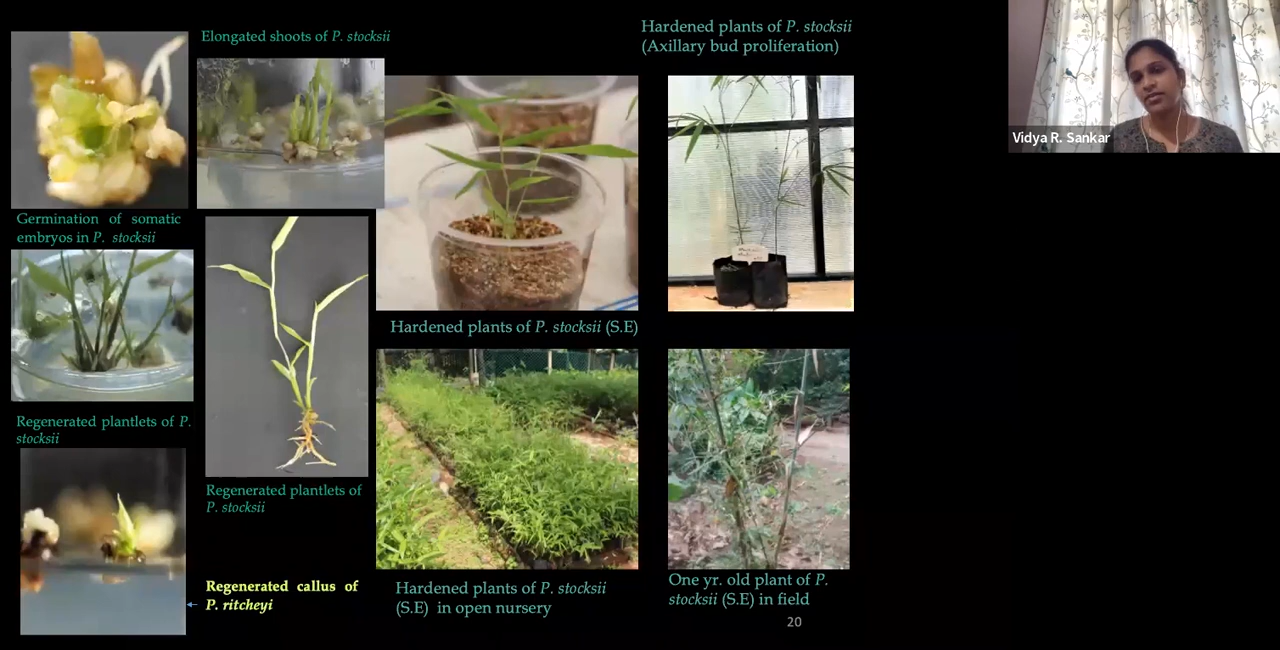 Elongated shoots of P. stocksii
Hardened plants of P. stocksii
(Axillary bud proliferation)
Vidya R. Sankar
Germination of somatic
embryos in P. stocksii
Hardened plants of P. stocksii (S.E)
Regenerated plantlets of P.
stocksii
Regenerated plantlets of
P. stocksii
Regenerated callus of
P. ritcheyi
Hardened plants of P. stocksii
(S.E) in open nursery
One yr. old plant of P.
stocksii (S.E) in field
20